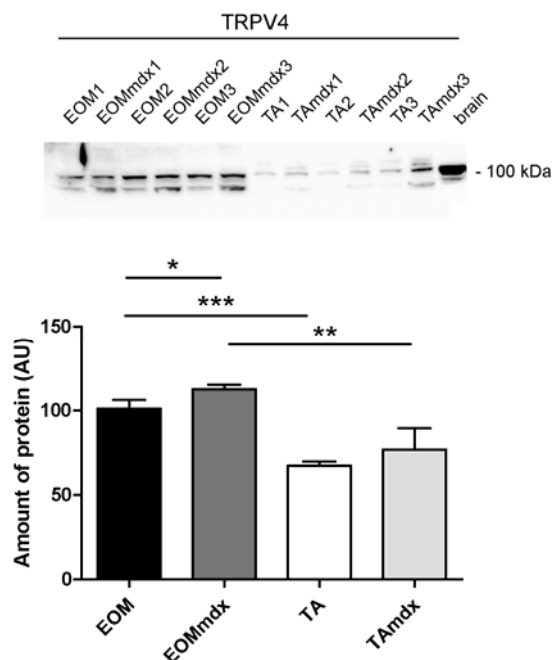 TRPV4
EOM1 EOMmdx1 EOM2 EOMmdx2 EOM3 EOMmdx3 TA1 TAmdx1 TA2 TAmdx2 TA3 TAmdx3 brain
- 100 kDa
*
***
**
Amount of protein (AU)
150
100
50
0
EOM EOMmdx TA TAmdx